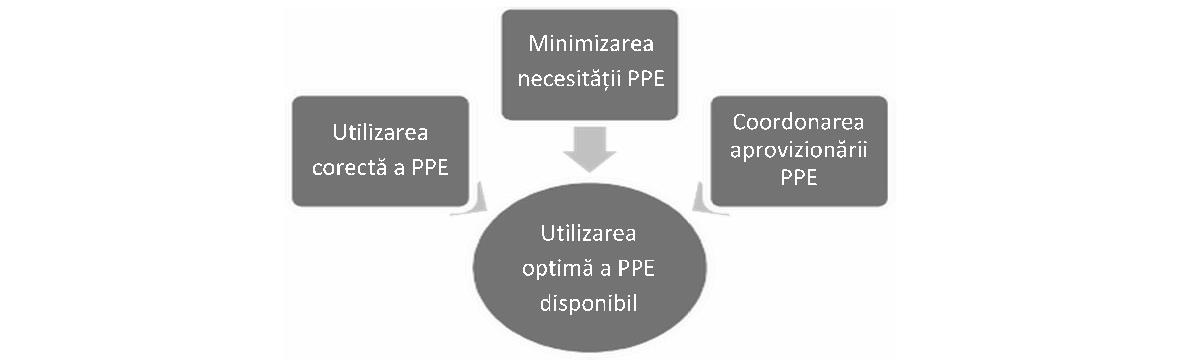 Minimizarea
necesității PPE
Utilizarea
corectă a PPE
Coordonarea
aprovizionării
PPE
Utilizarea
optimă a PPE
disponibil